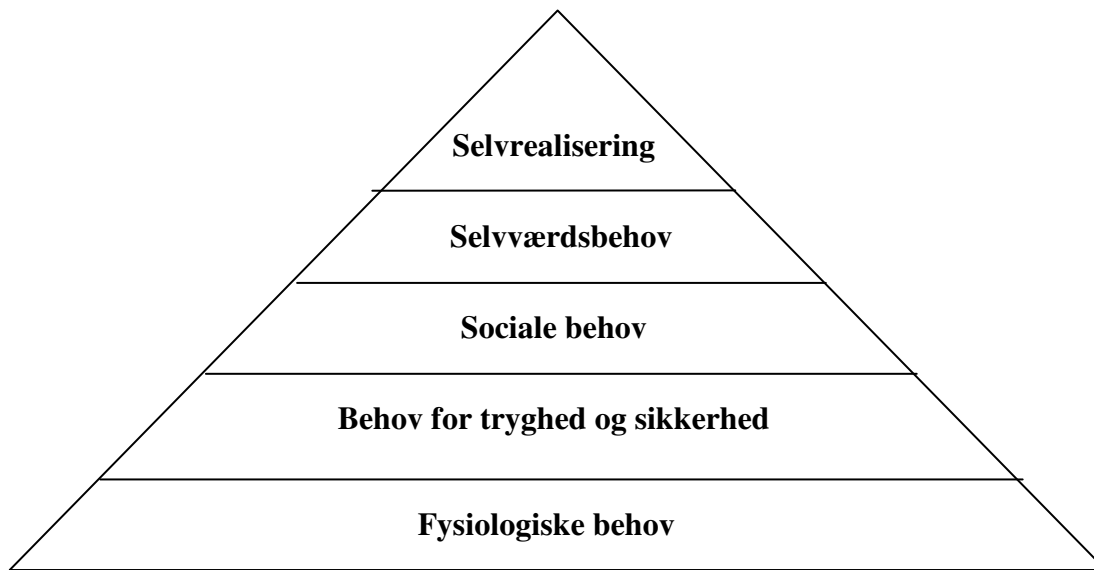 Selvrealisering
Selvværdsbehov
Sociale behov
Behov for tryghed og sikkerhed
Fysiologiske behov